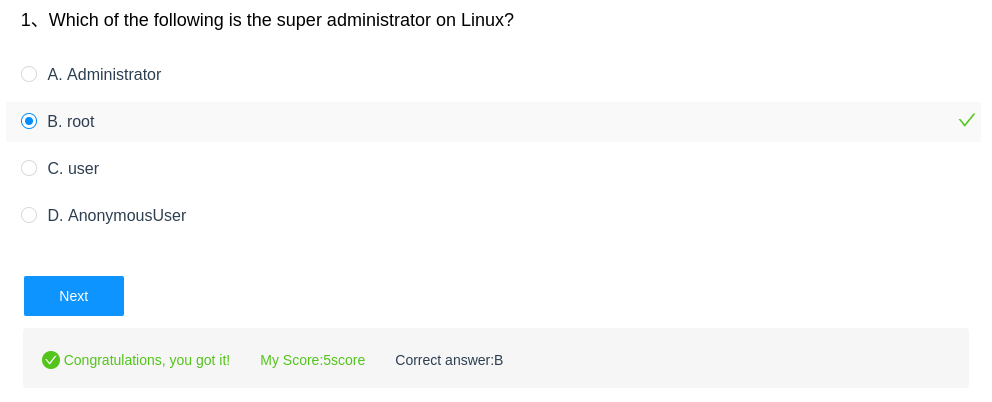 1、Which of the following is the super administrator on Linux?
A. Administrator
B. root
C. user
D. AnonymousUser
Next
Congratulations, you got it! My Score:5score Correct answer:B